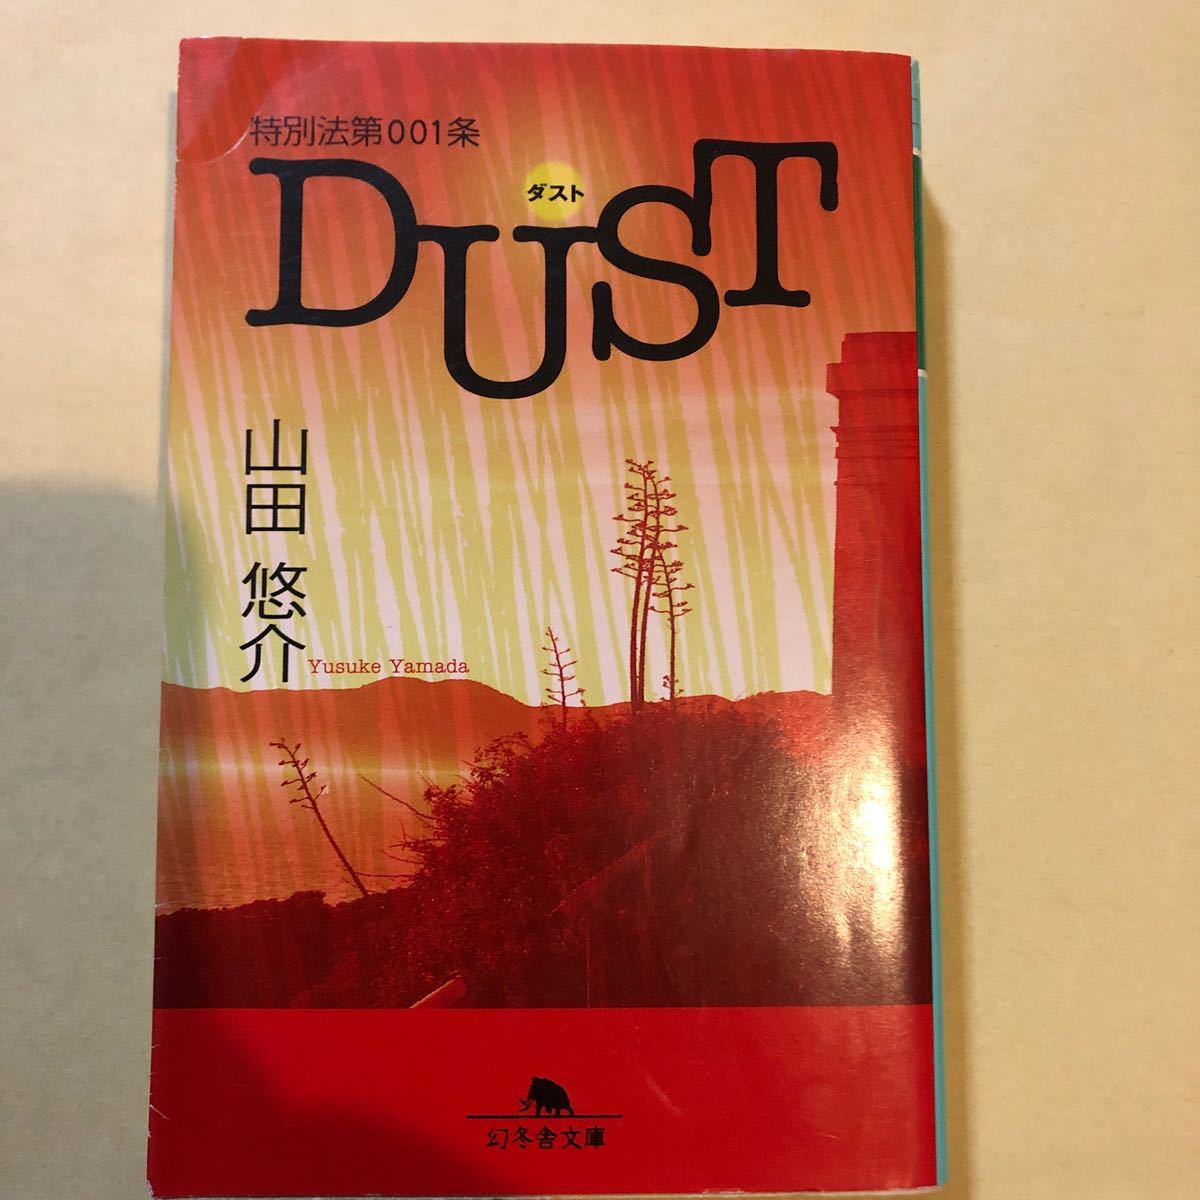 特別法第001条
ダスト
DUST
山田 悠介
Yusuke Yamada
幻冬舎文庫